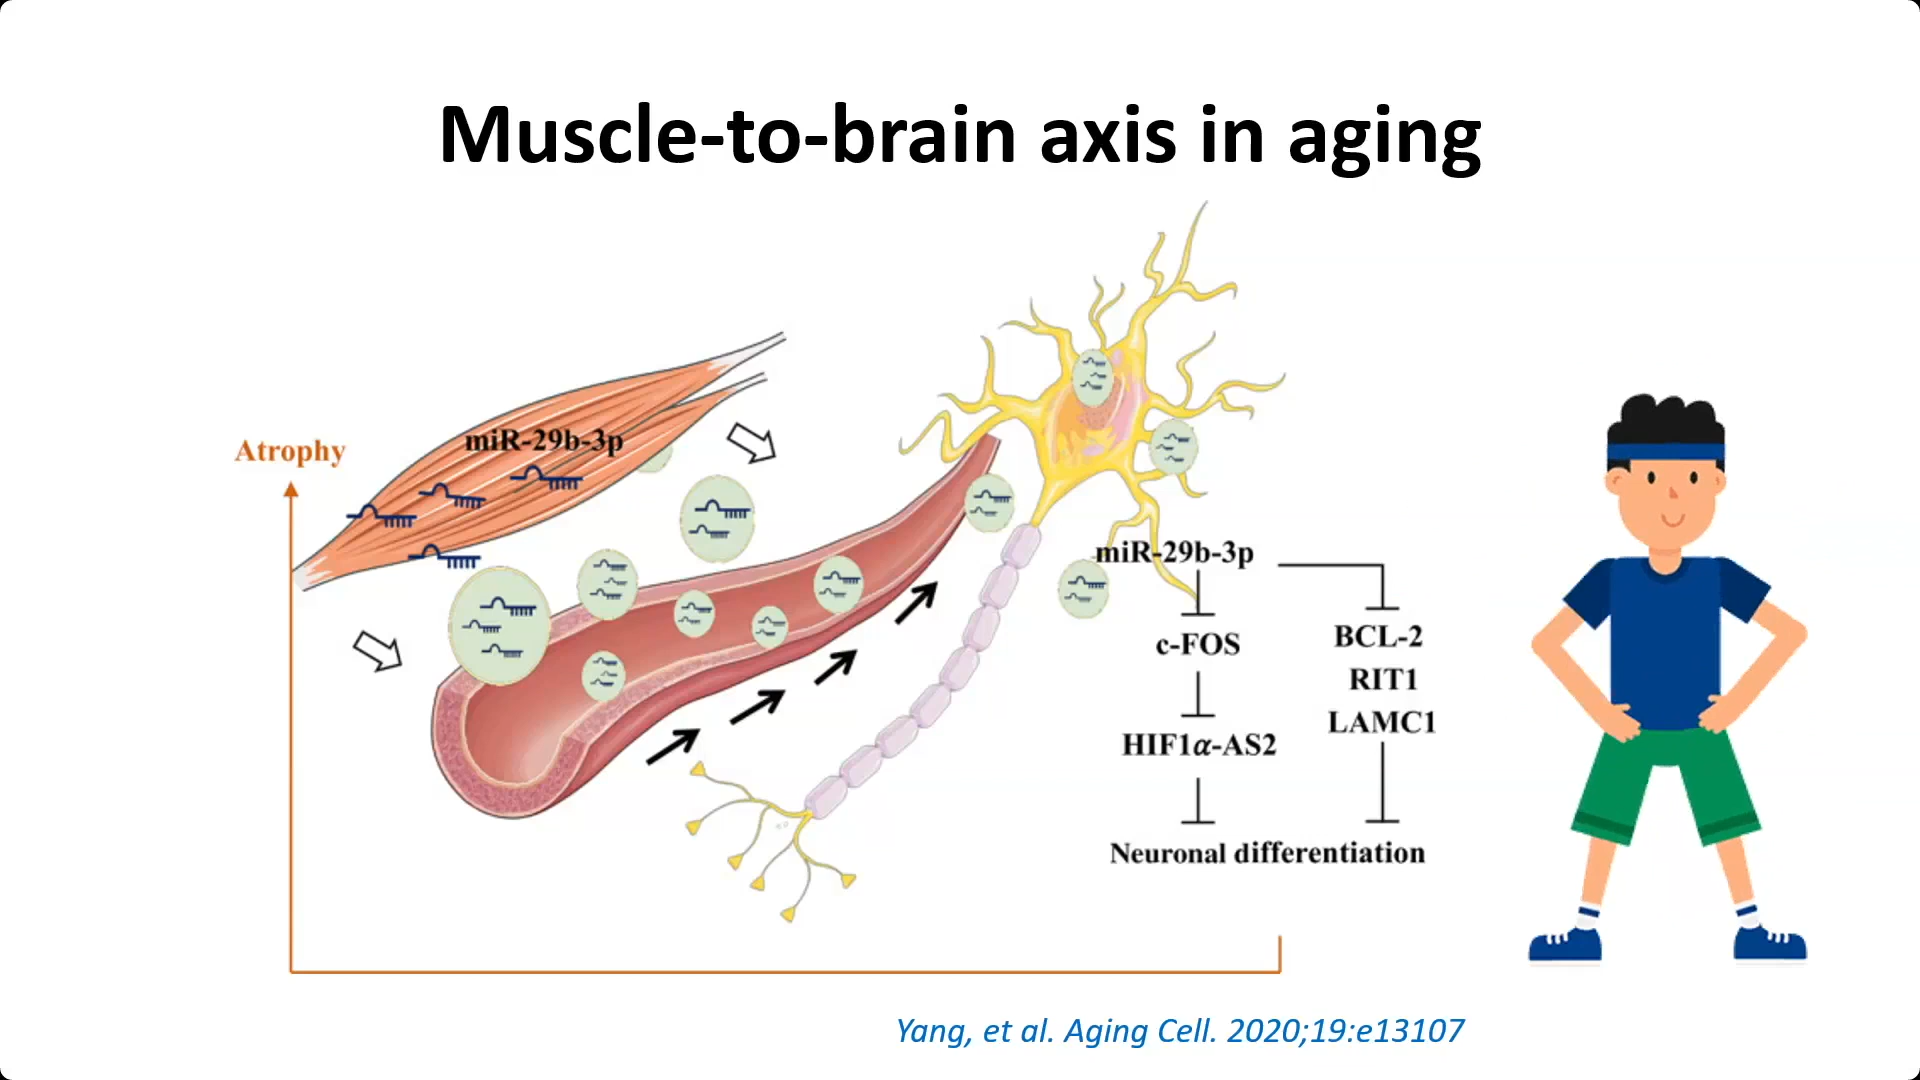 Muscle-to-brain axis in aging
Atrophy
miR-29b-3p
miR-29b-3p
c-FOS
HIF1α-AS2
BCL-2
RIT1
LAMC1
Neuronal differentiation
Yang, et al. Aging Cell. 2020;19:e13107